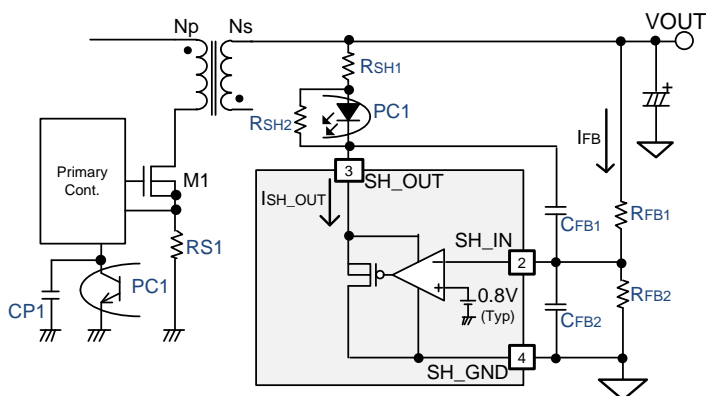 Np
Ns
VOUT
RSH1
RSH2
PC1
IFB
Primary
Cont.
M1
3
SH_OUT
ISH_OUT
CFB1
RFB1
RS1
SH_IN
2
PC1
CP1
0.8V
(Typ)
CFB2
RFB2
SH_GND
4